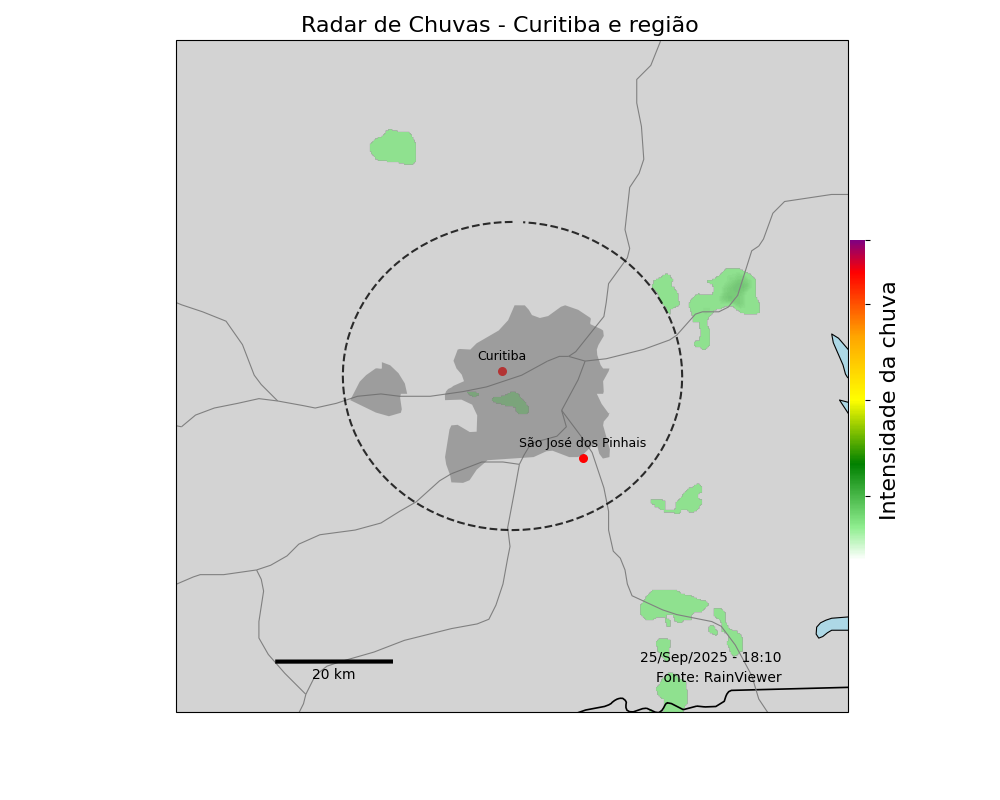 Radar de Chuvas - Curitiba e região
Curitiba
São José dos Pinhais
Intensidade da chuva
25/Sep/2025 - 18:10
20 km
Fonte: RainViewer